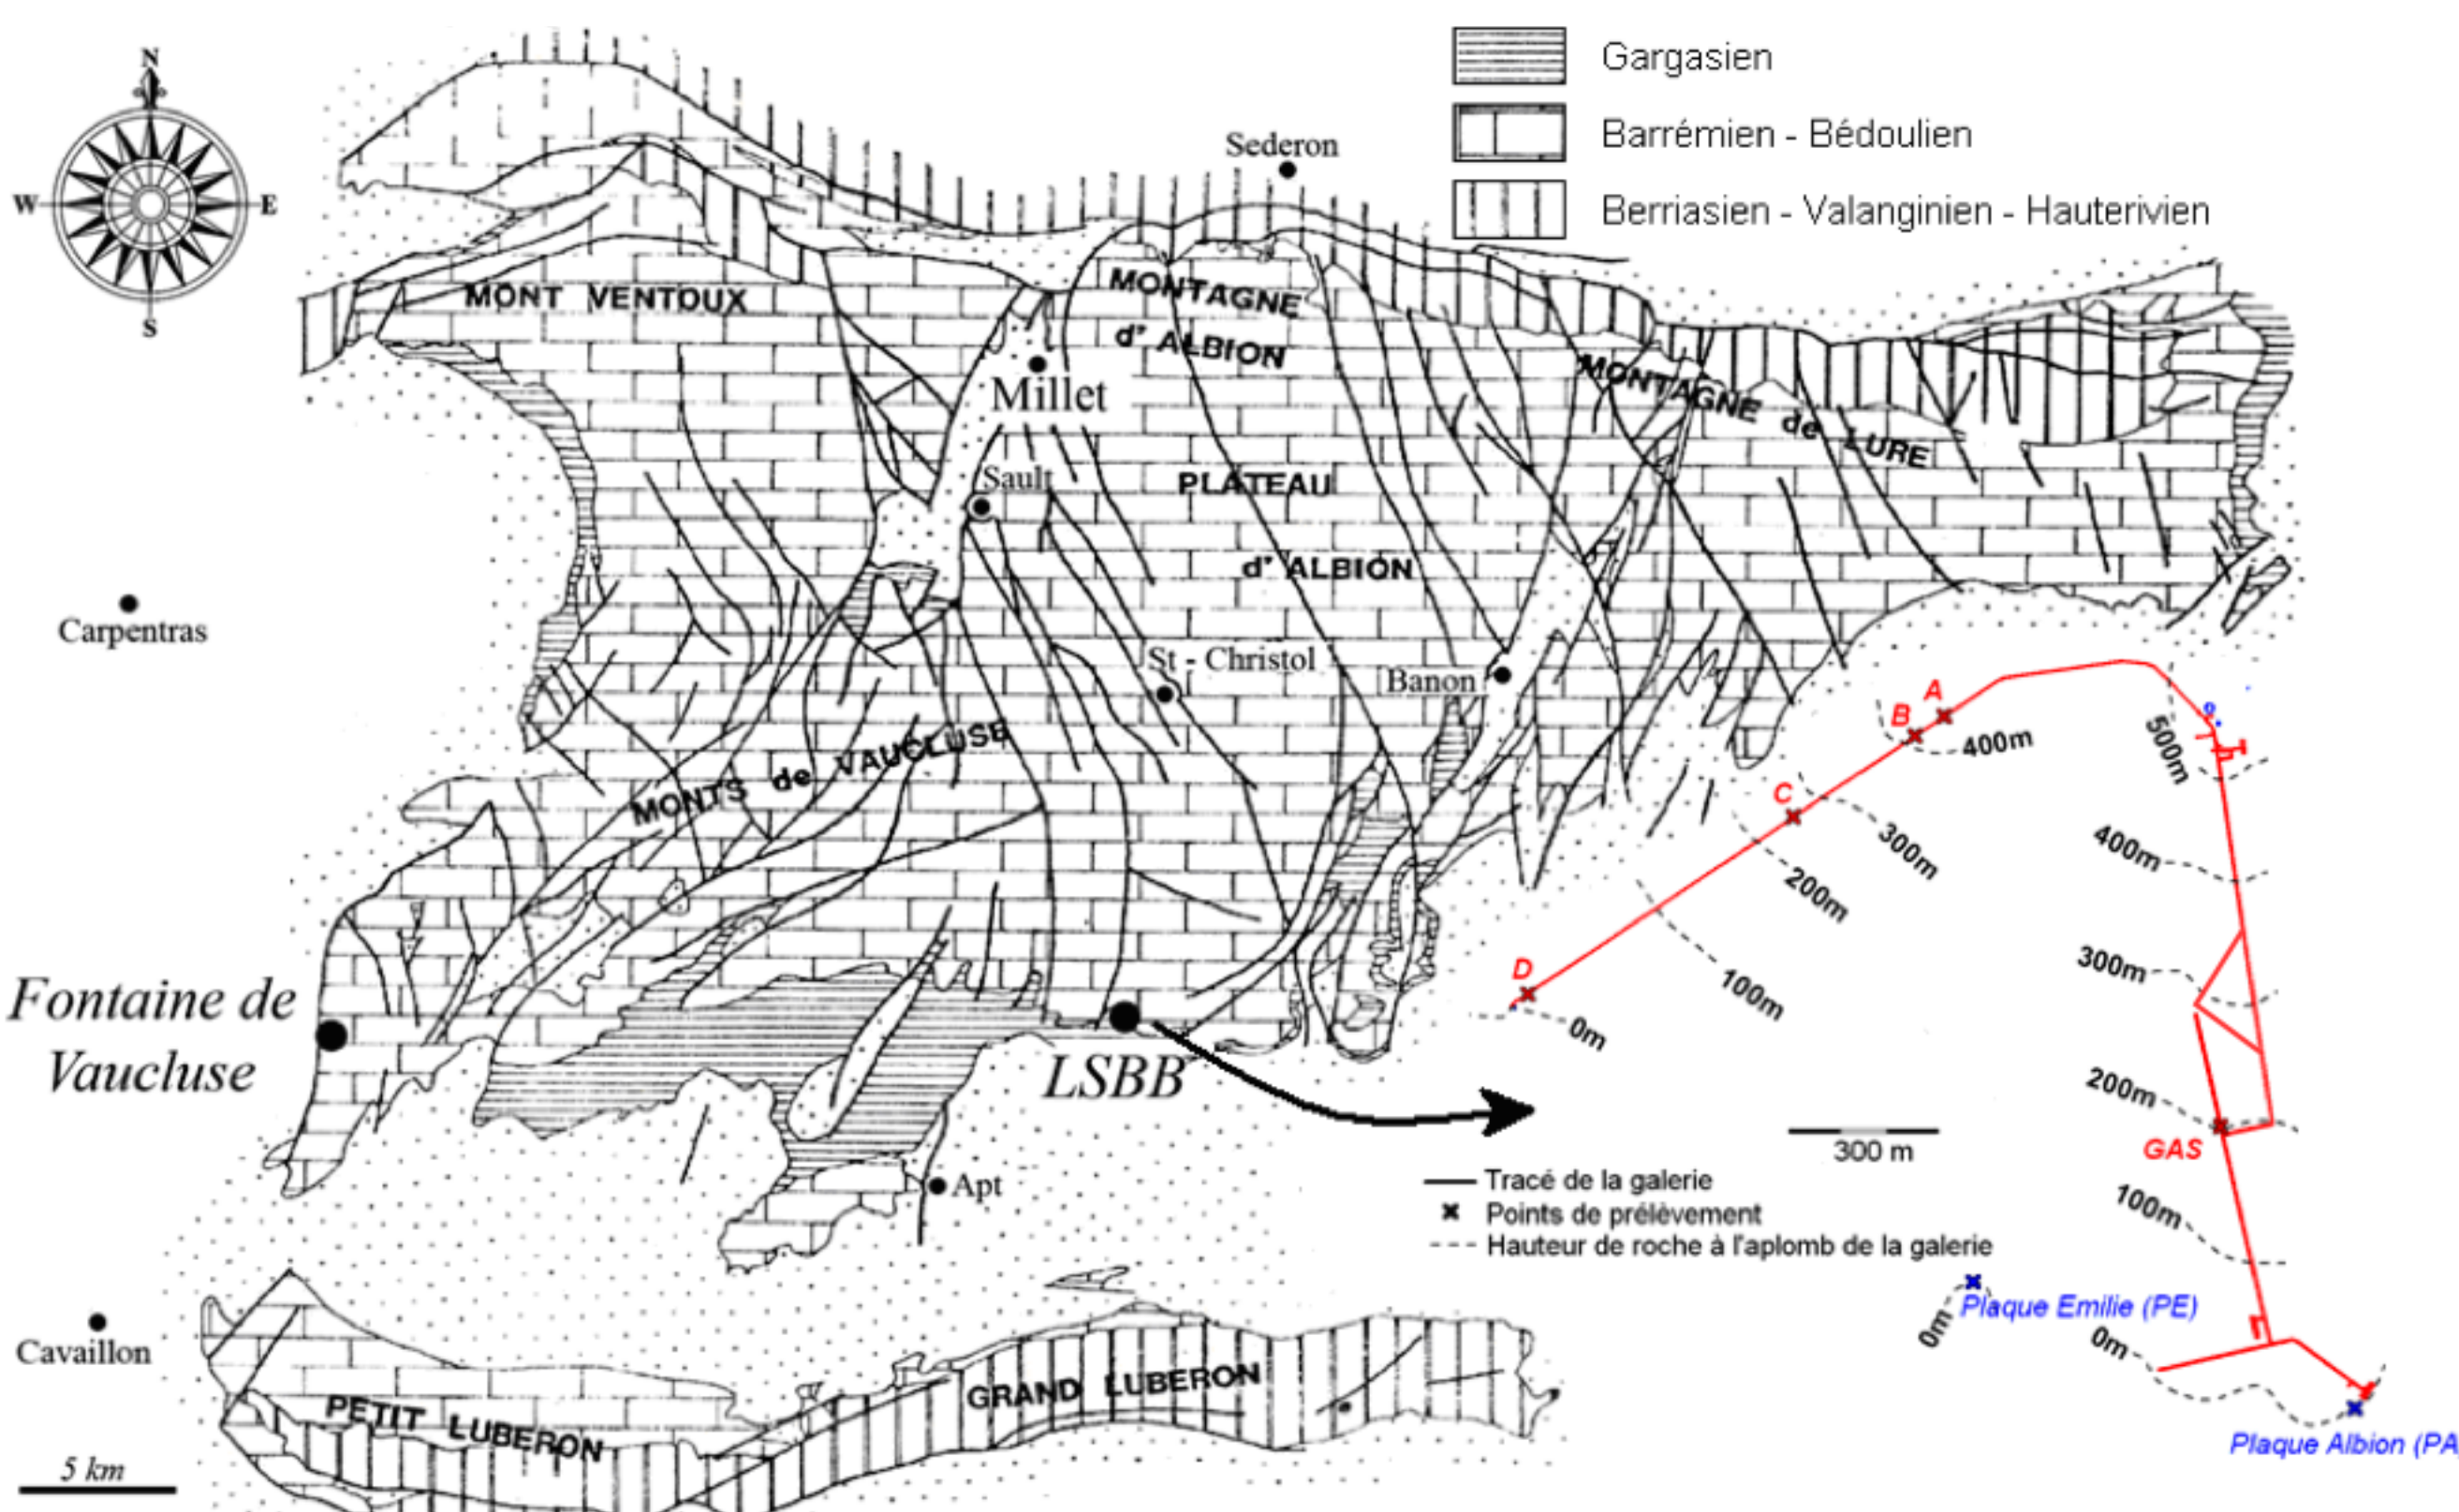 N
W
E
S
Gargasien
Barrémien - Bédoulien
Berriasien - Valanginien - Hauterivien
Sederon
MONT VENTOUX
MONTAGNE
d' ALBION
Millet
MONTAGNE de LURE
Sault
PLATEAU
d' ALBION
Carpentras
St - Christol
Banon
MONTS de VAUCLUSE
A
B
400m
500m
C
300m
400m
200m
D
100m
300m
0m
Fontaine de
Vaucluse
LSBB
200m
GAS
300 m
100m
Tracé de la galerie
Points de prélèvement
Hauteur de roche à l'aplomb de la galerie
Apt
Plaque Emilie (PE)
0m
0m
Cavaillon
PETIT LUBERON
GRAND LUBERON
Plaque Albion (PA
5 km